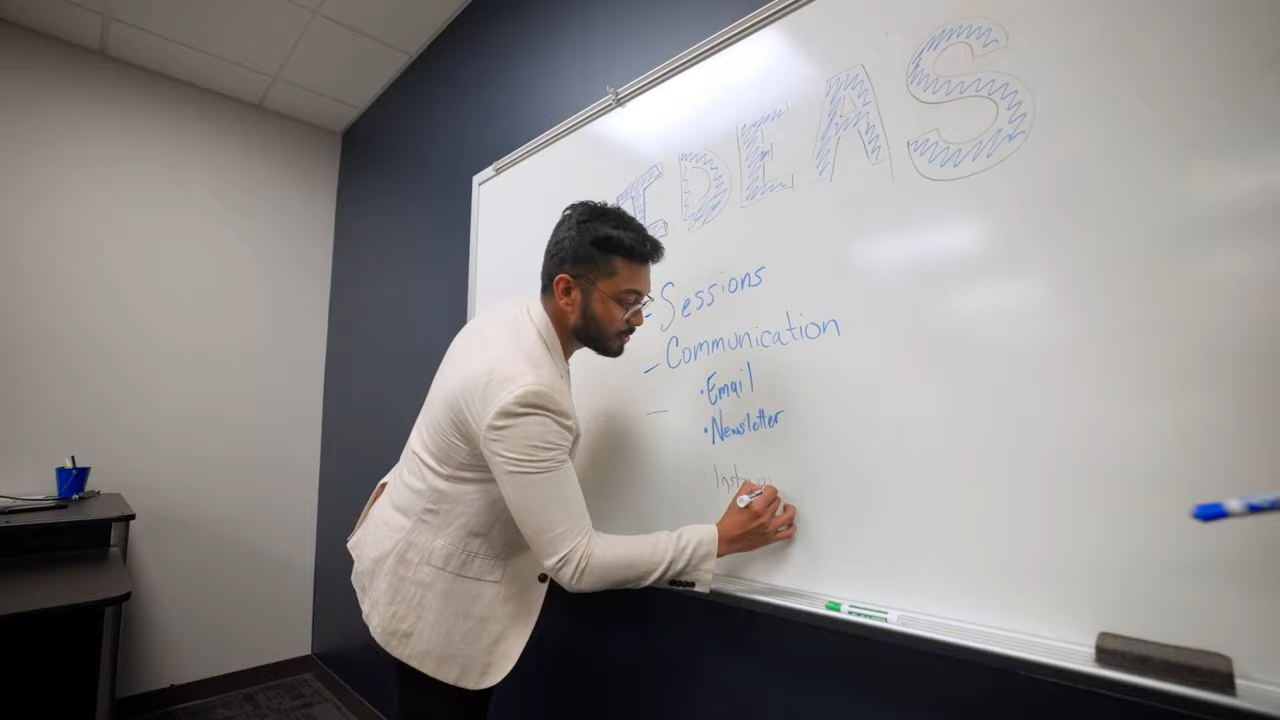 IDEAS
- Sessions
- Communication
• Email
• Newsletter
-